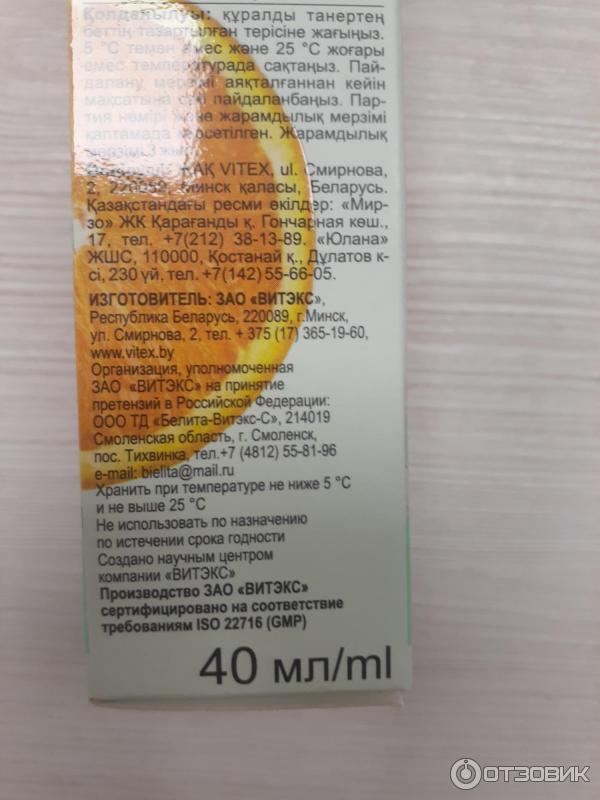 Қолданылуы: құралды таңертең
беттің тазартылған терісіне жағыңыз.
5 °С төмен емес және 25 °С жоғары
емес температурада сақтаңыз. Пай-
далану мерзімі аяқталғаннан кейін
мақсатына сай пайдаланбаңыз. Пар-
тия нөмірі және жарамдылық мерзімі
қаптамада көрсетілген. Жарамдылық
мерзімі 3 жыл.
ЖАҚ VITEX, ul. Смирнова,
2, 220052, Минск қаласы, Беларусь.
Қазақстандағы ресми өкілдер: «Мир-
зо» ЖК Қарағанды қ. Гончарная көш.,
17, тел. +7(212) 38-13-89. «Юлана»
ЖШС, 110000, Қостанай қ., Дұлатов к-
сі, 230 үй, тел. +7(142) 55-66-05.
ИЗГОТОВИТЕЛЬ: ЗАО «ВИТЭКС»,
Республика Беларусь, 220089, г.Минск,
ул. Смирнова, 2, тел. + 375 (17) 365-19-60,
www.vitex.by
Организация, уполномоченная
ЗАО «ВИТЭКС» на принятие
претензий в Российской Федерации:
ООО ТД «Белита-Витэкс-С», 214019
Смоленская область, г. Смоленск,
пос. Тихвинка, тел.+7 (4812) 55-81-96
e-mail: bielita@mail.ru
Хранить при температуре не ниже 5 °С
и не выше 25 °С
Не использовать по назначению
по истечении срока годности
Создано научным центром
компании «ВИТЭКС»
Производство ЗАО «ВИТЭКС»
сертифицировано на соответствие
требованиям ISO 22716 (GMP)
40 мл/ml
ОТЗОВИК